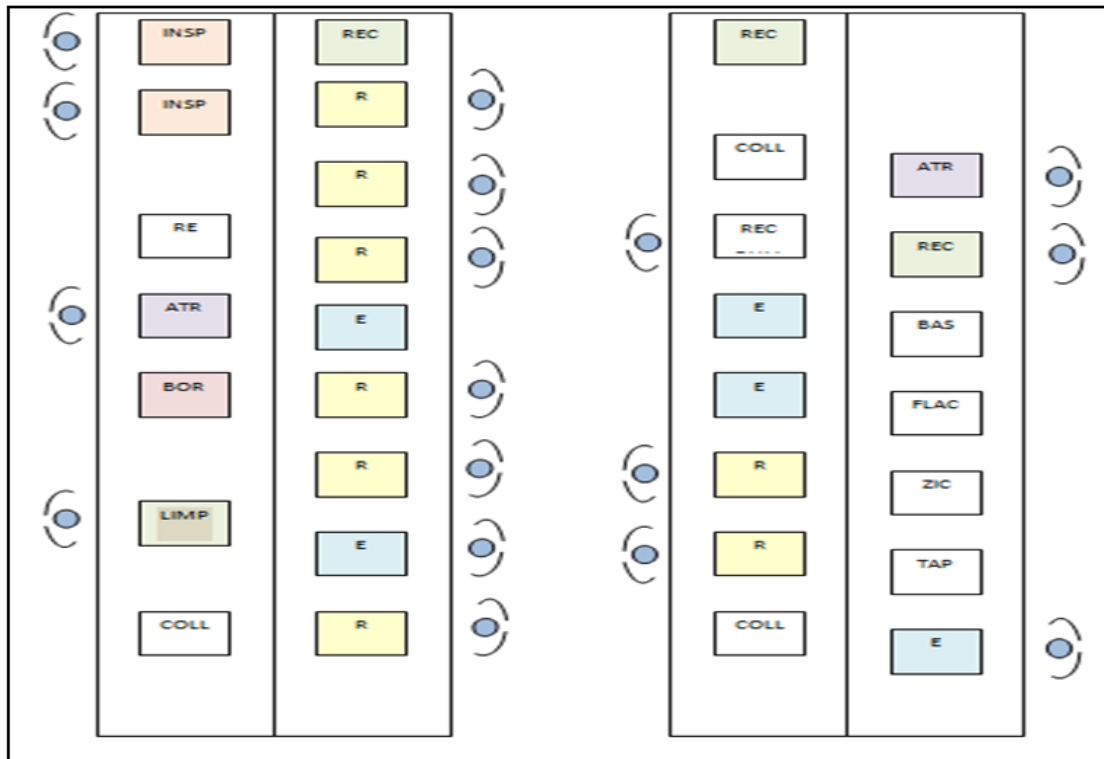 INSP
INSP
RE
ATR
BOR
LIMP
COLL
REC
R
R
R
E
R
R
E
R
REC
COLL
REC
E
E
R
R
COLL
ATR
REC
BAS
FLAC
ZIC
TAP
E